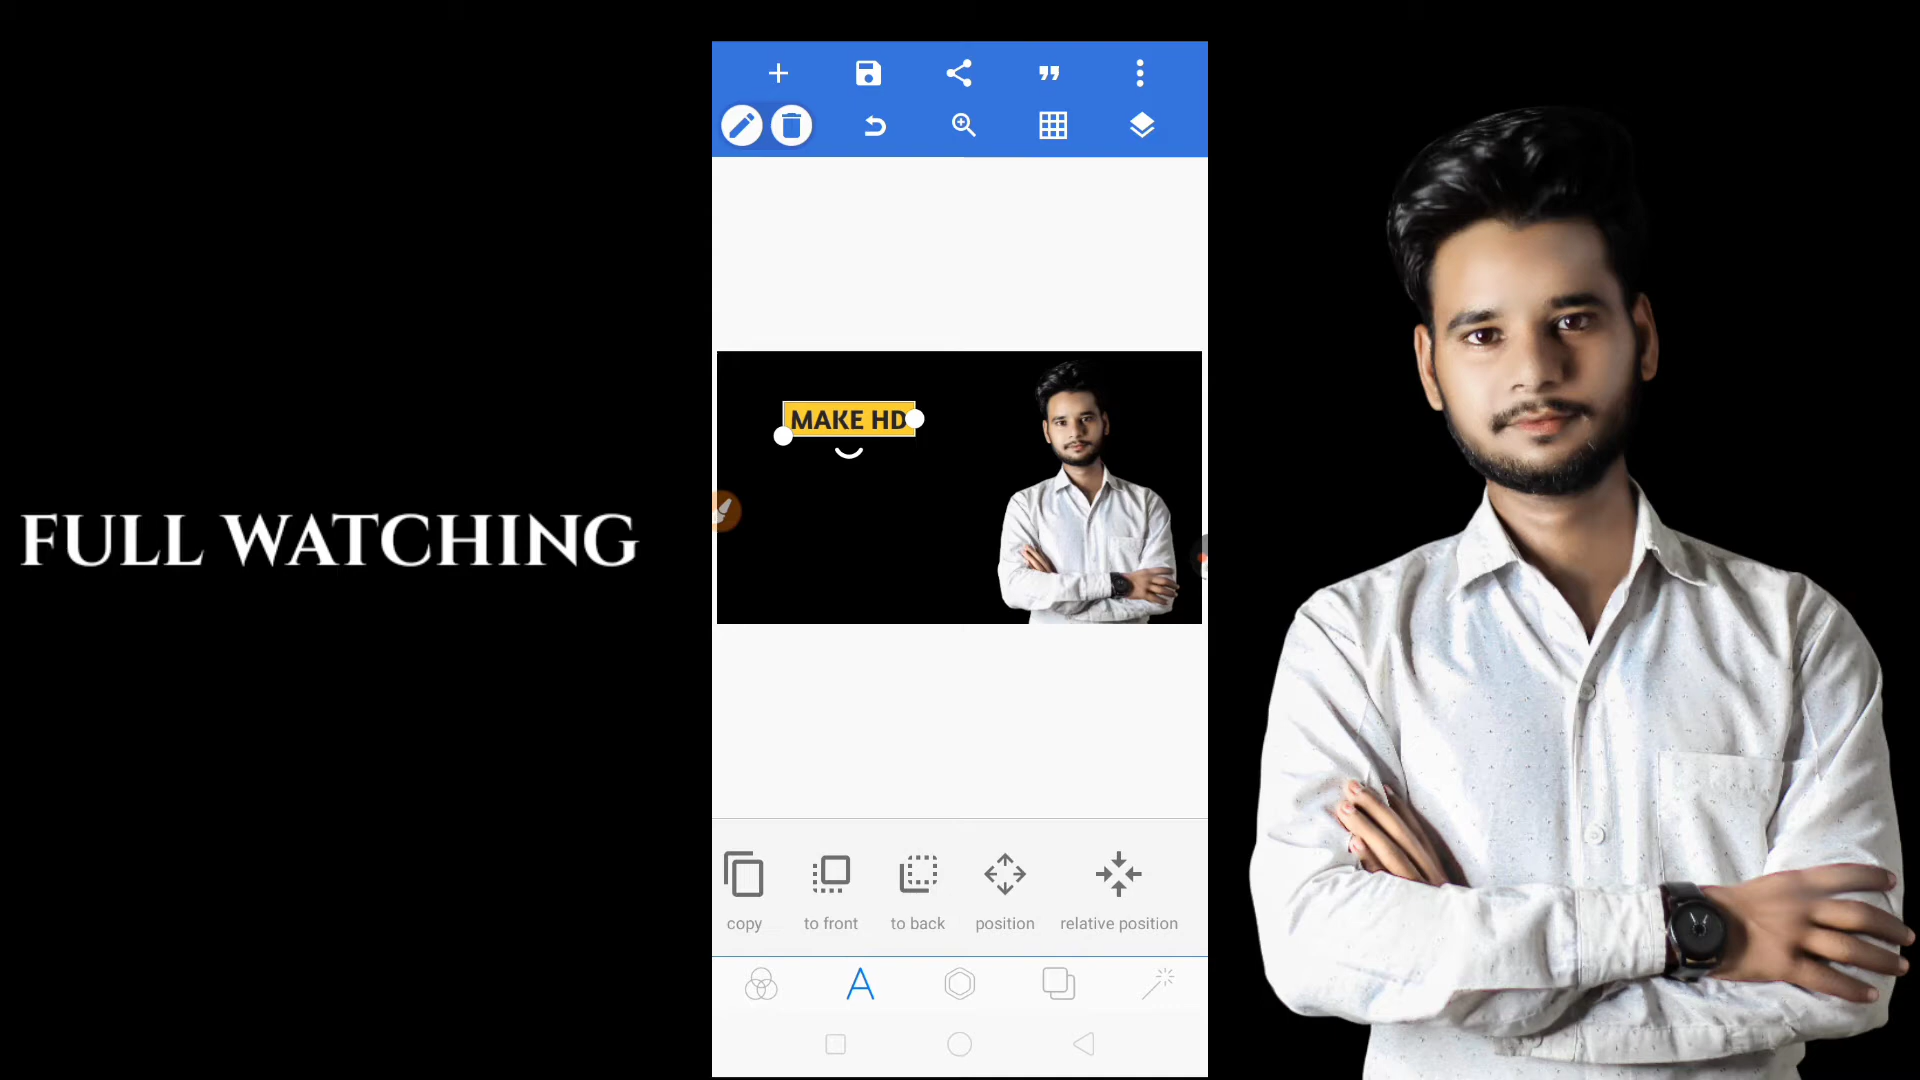 FULL WATCHING
MAKE HD
copy
to front
to back
position
relative position